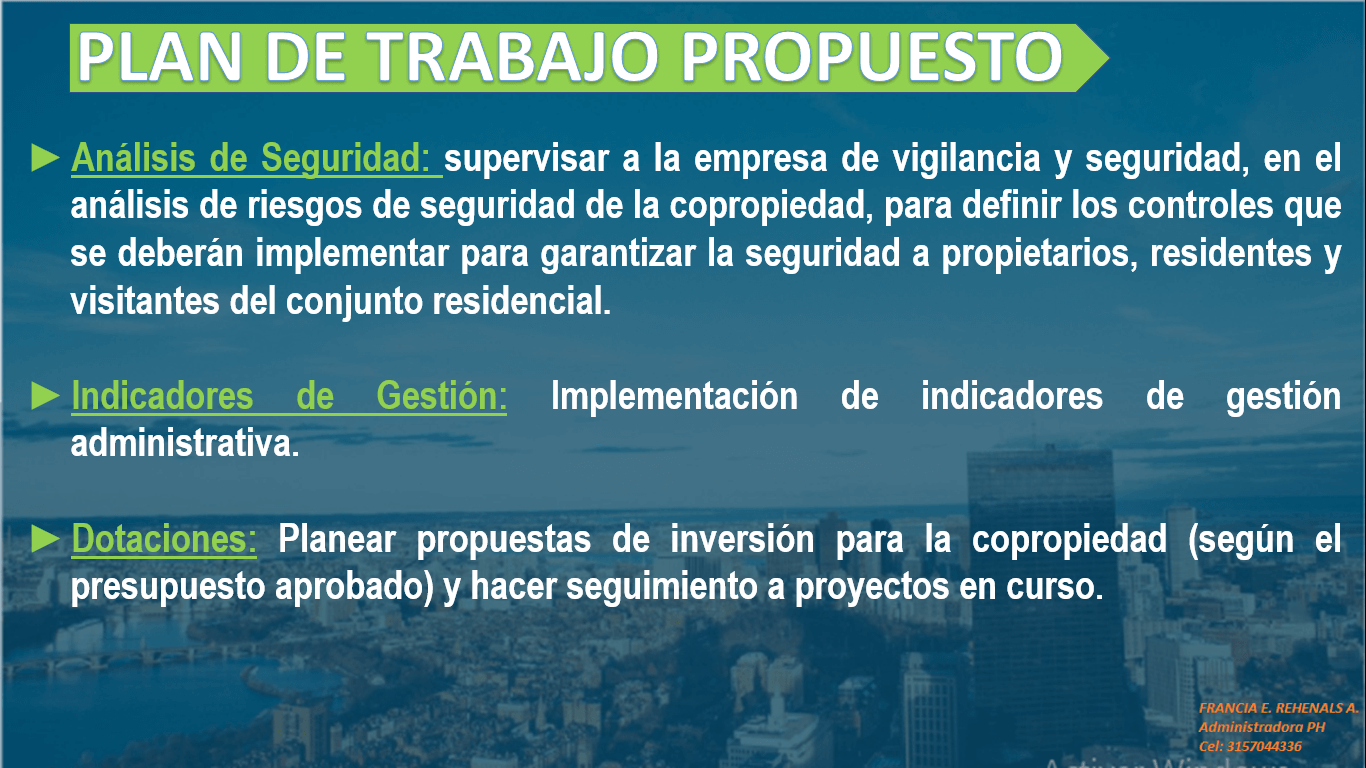 PLAN DE TRABAJO PROPUESTO
► Análisis de Seguridad: supervisar a la empresa de vigilancia y seguridad, en el
análisis de riesgos de seguridad de la copropiedad, para definir los controles que
se deberán implementar para garantizar la seguridad a propietarios, residentes y
visitantes del conjunto residencial.
► Indicadores de Gestión: Implementación de indicadores de gestión
administrativa.
► Dotaciones: Planear propuestas de inversión para la copropiedad (según el
presupuesto aprobado) y hacer seguimiento a proyectos en curso.
FRANCIA E. REHENALS A.
Administradora PH
Cel: 3157044336
Activar Windows